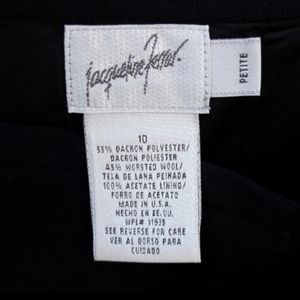 Jacqueline Ferrar
PETITE
10
55% DACRON POLYESTER/
DACRON POLIESTER
45% WORSTED WOOL/
TELA DE LANA PEINADA
100% ACETATE LINING/
FORRO DE ACETATO
MADE IN U.S.A.
HECHO EN EE.UU.
WPL# 11935
SEE REVERSE FOR CARE
VER AL DORSO PARA
CUIDADO